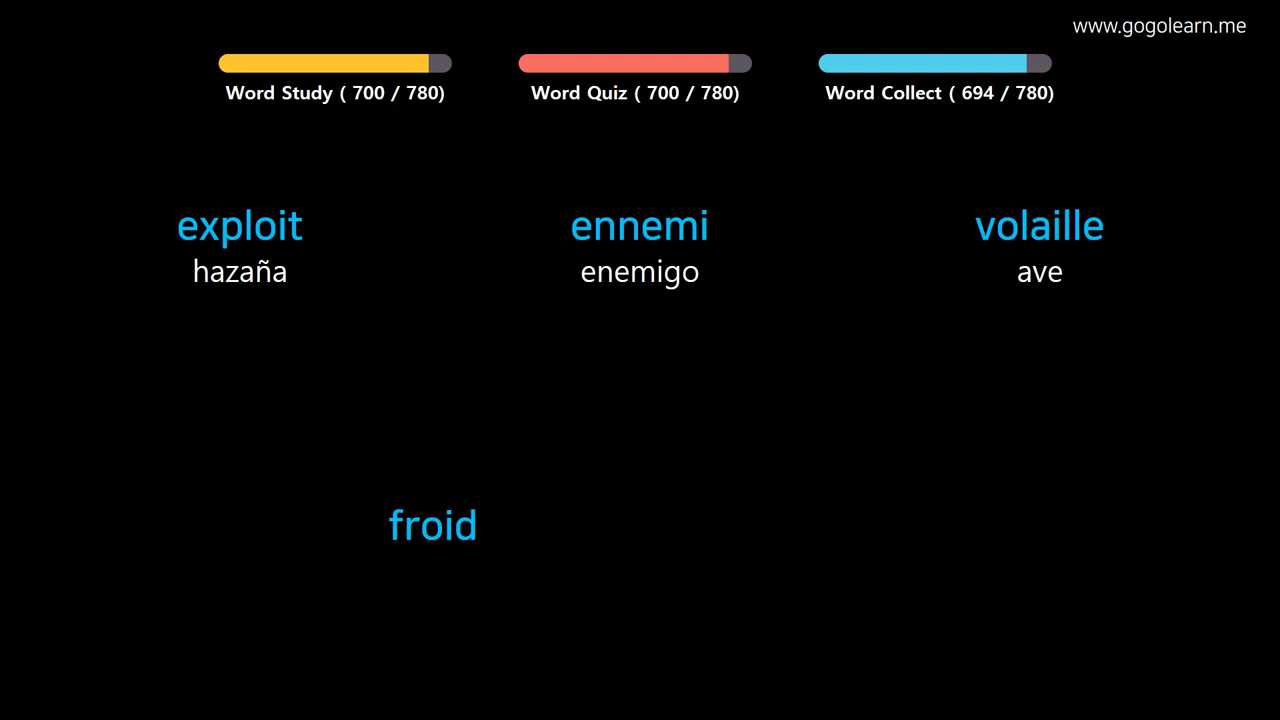 www.gogolearn.me
Word Study ( 700 / 780)
Word Quiz ( 700 / 780)
Word Collect ( 694 / 780)
exploit
hazaña
ennemi
enemigo
volaille
ave
froid